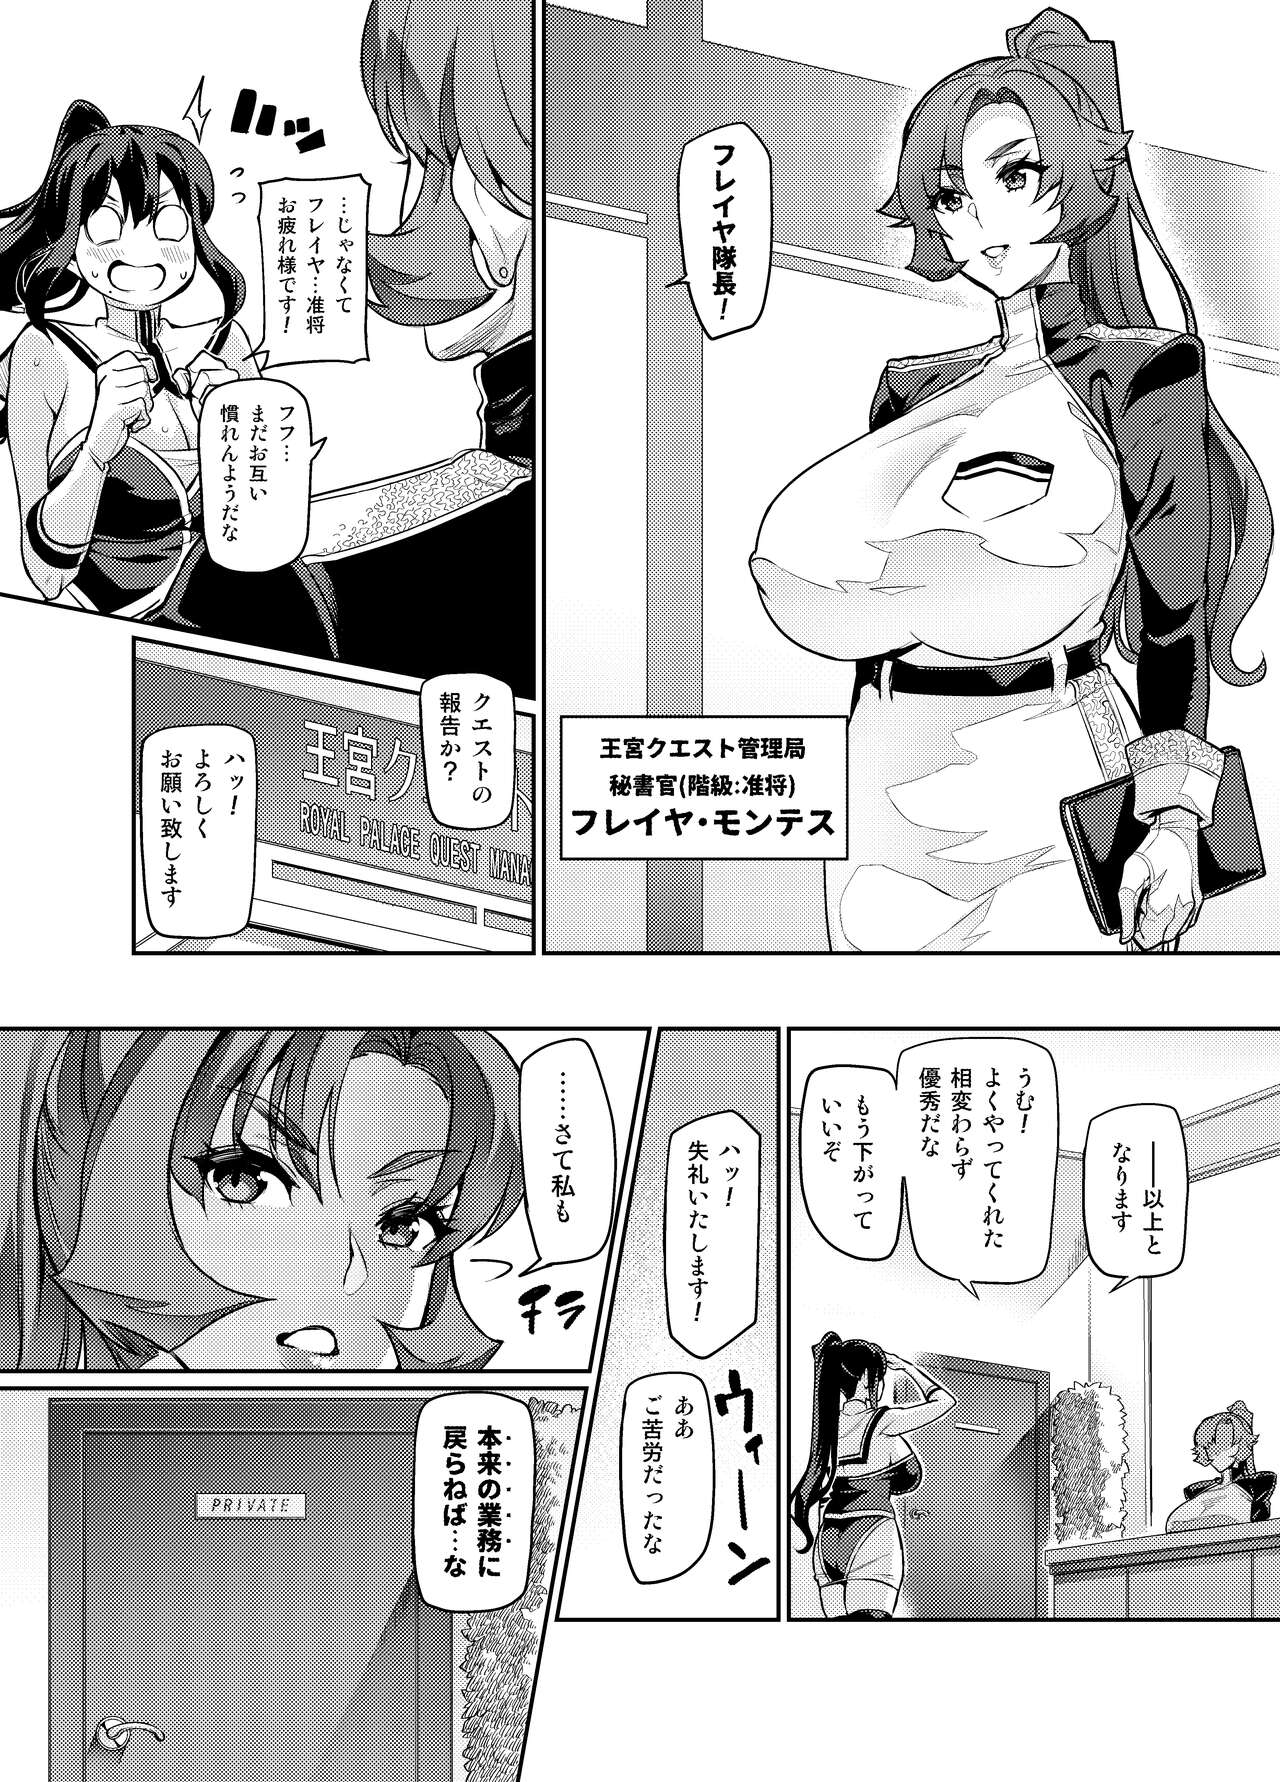 フレイヤ隊長！
王宮クエスト管理局
秘書官(階級:准将)
フレイヤ・モンテス
ビクッ
…じゃなくて
フレイヤ…准将
お疲れ様です！
フフ…
まだお互い
慣れんようだな
クエストの
報告か？
王宮ク
ROYAL PALACE QUEST MANA
ハッ！
よろしく
お願い致します
──以上と
なります
うむ！
よくやってくれた
相変わらず
優秀だな
もう下がって
いいぞ
ハッ！
失礼いたします！
ウィーン
ああ
ご苦労だったな
……さて私も
チラ
本来の業務に
戻らねば…な
PRIVATE